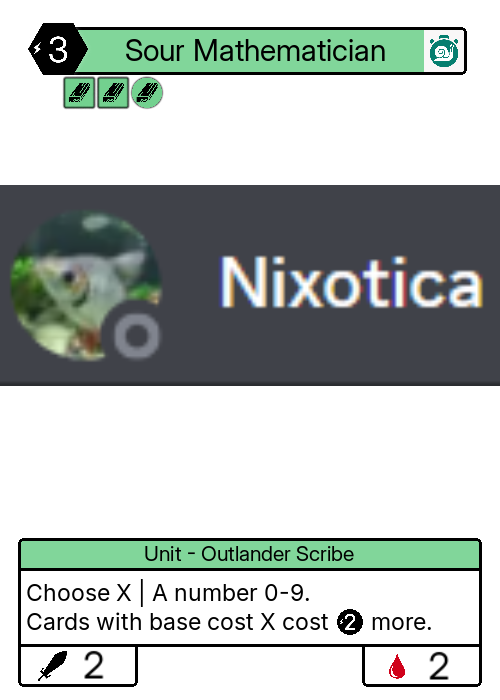 3 Sour Mathematician
Nixotica
Unit - Outlander Scribe
Choose X | A number 0-9.
Cards with base cost X cost 2 more.
2 2